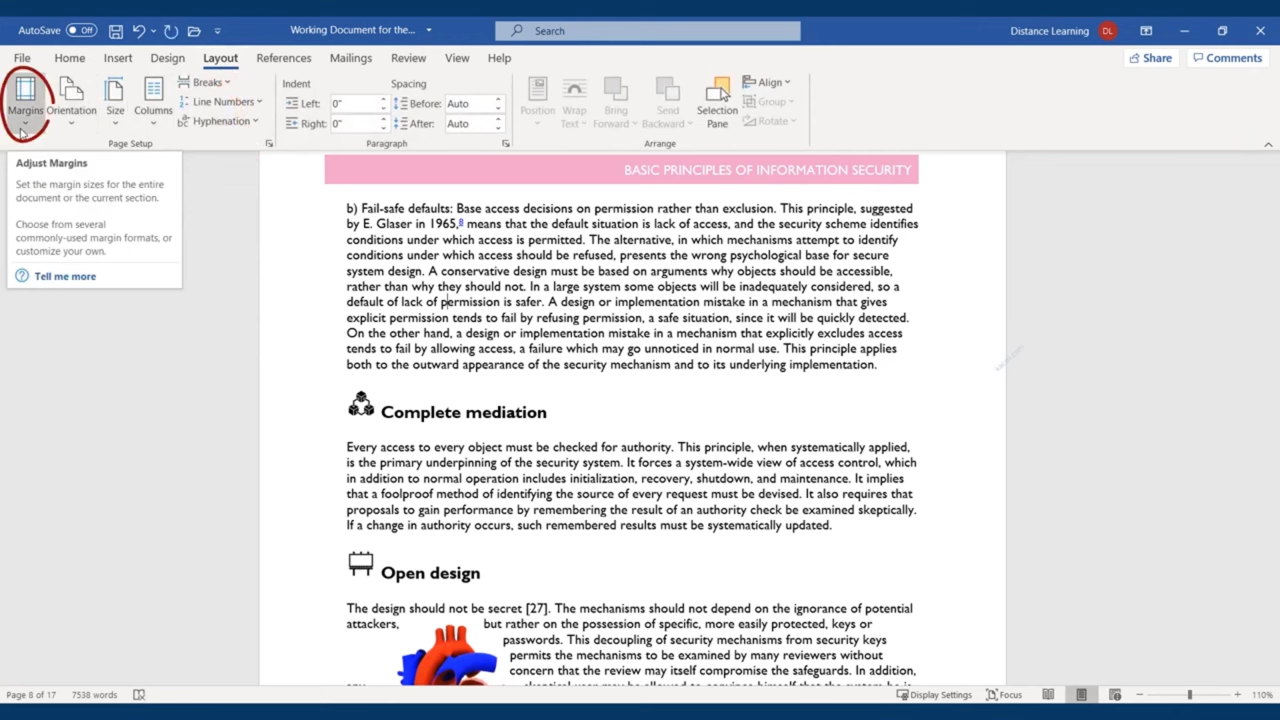 AutoSave Off Working Document for the... Search Distance Learning DL
File Home Insert Design Layout References Mailings Review View Help Share Comments
Margins Orientation Size Columns
Breaks
Line Numbers
Hyphenation
Page Setup
Indent Spacing
Left: 0" Before: Auto
Right: 0" After: Auto
Paragraph
Position Wrap Text Bring Forward Send Backward Selection Pane
Align
Group
Rotate
Arrange
Adjust Margins
Set the margin sizes for the entire
document or the current section.
Choose from several
commonly-used margin formats, or
customize your own.
? Tell me more
BASIC PRINCIPLES OF INFORMATION SECURITY
b) Fail-safe defaults: Base access decisions on permission rather than exclusion. This principle, suggested
by E. Glaser in 1965,8 means that the default situation is lack of access, and the security scheme identifies
conditions under which access is permitted. The alternative, in which mechanisms attempt to identify
conditions under which access should be refused, presents the wrong psychological base for secure
system design. A conservative design must be based on arguments why objects should be accessible,
rather than why they should not. In a large system some objects will be inadequately considered, so a
default of lack of permission is safer. A design or implementation mistake in a mechanism that gives
explicit permission tends to fail by refusing permission, a safe situation, since it will be quickly detected.
On the other hand, a design or implementation mistake in a mechanism that explicitly excludes access
tends to fail by allowing access, a failure which may go unnoticed in normal use. This principle applies
both to the outward appearance of the security mechanism and to its underlying implementation.
Complete mediation
Every access to every object must be checked for authority. This principle, when systematically applied,
is the primary underpinning of the security system. It forces a system-wide view of access control, which
in addition to normal operation includes initialization, recovery, shutdown, and maintenance. It implies
that a foolproof method of identifying the source of every request must be devised. It also requires that
proposals to gain performance by remembering the result of an authority check be examined skeptically.
If a change in authority occurs, such remembered results must be systematically updated.
Open design
The design should not be secret [27]. The mechanisms should not depend on the ignorance of potential
attackers, but rather on the possession of specific, more easily protected, keys or
passwords. This decoupling of security mechanisms from security keys
permits the mechanisms to be examined by many reviewers without
concern that the review may itself compromise the safeguards. In addition,
Page 8 of 17 7538 words Display Settings Focus 110%